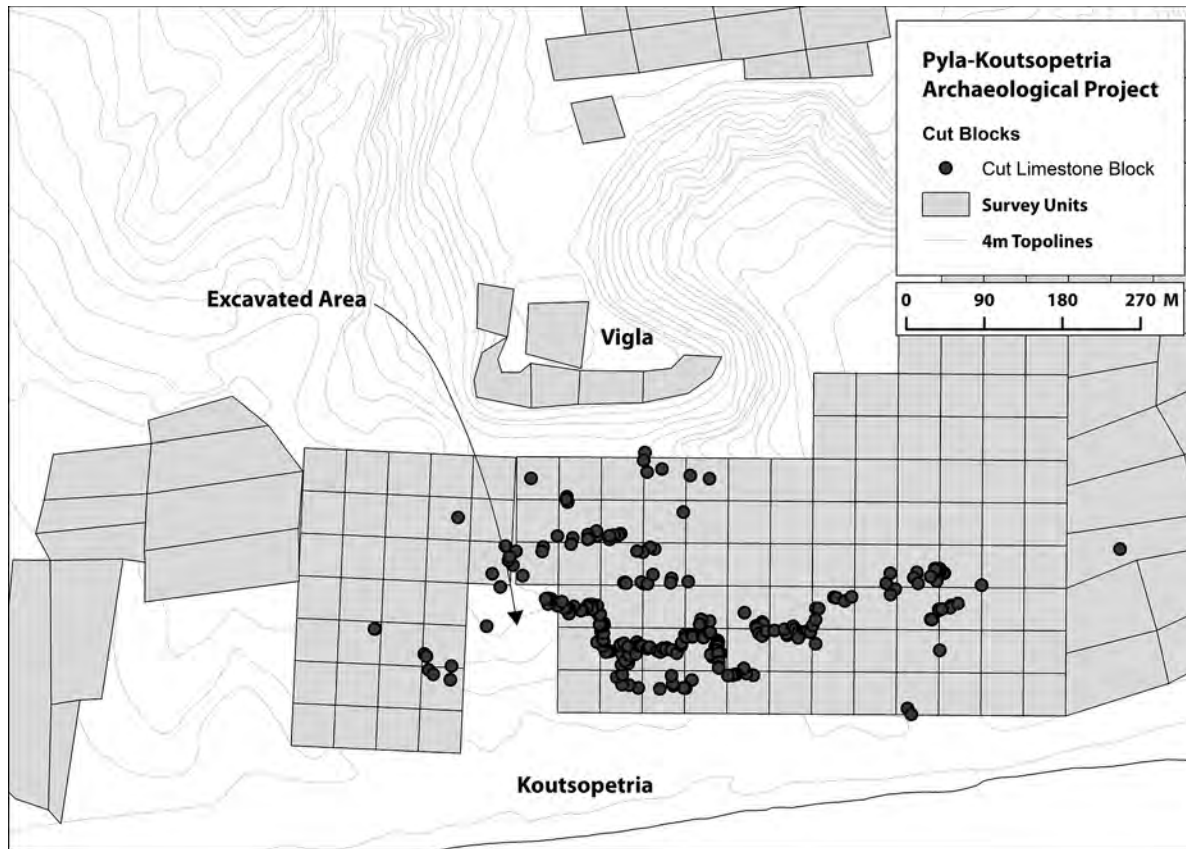 Pyla-Koutsopetria
Archaeological Project
Cut Blocks
Cut Limestone Block
Survey Units
4m Topolines
0 90 180 270 M
Excavated Area
Vigla
Koutsopetria